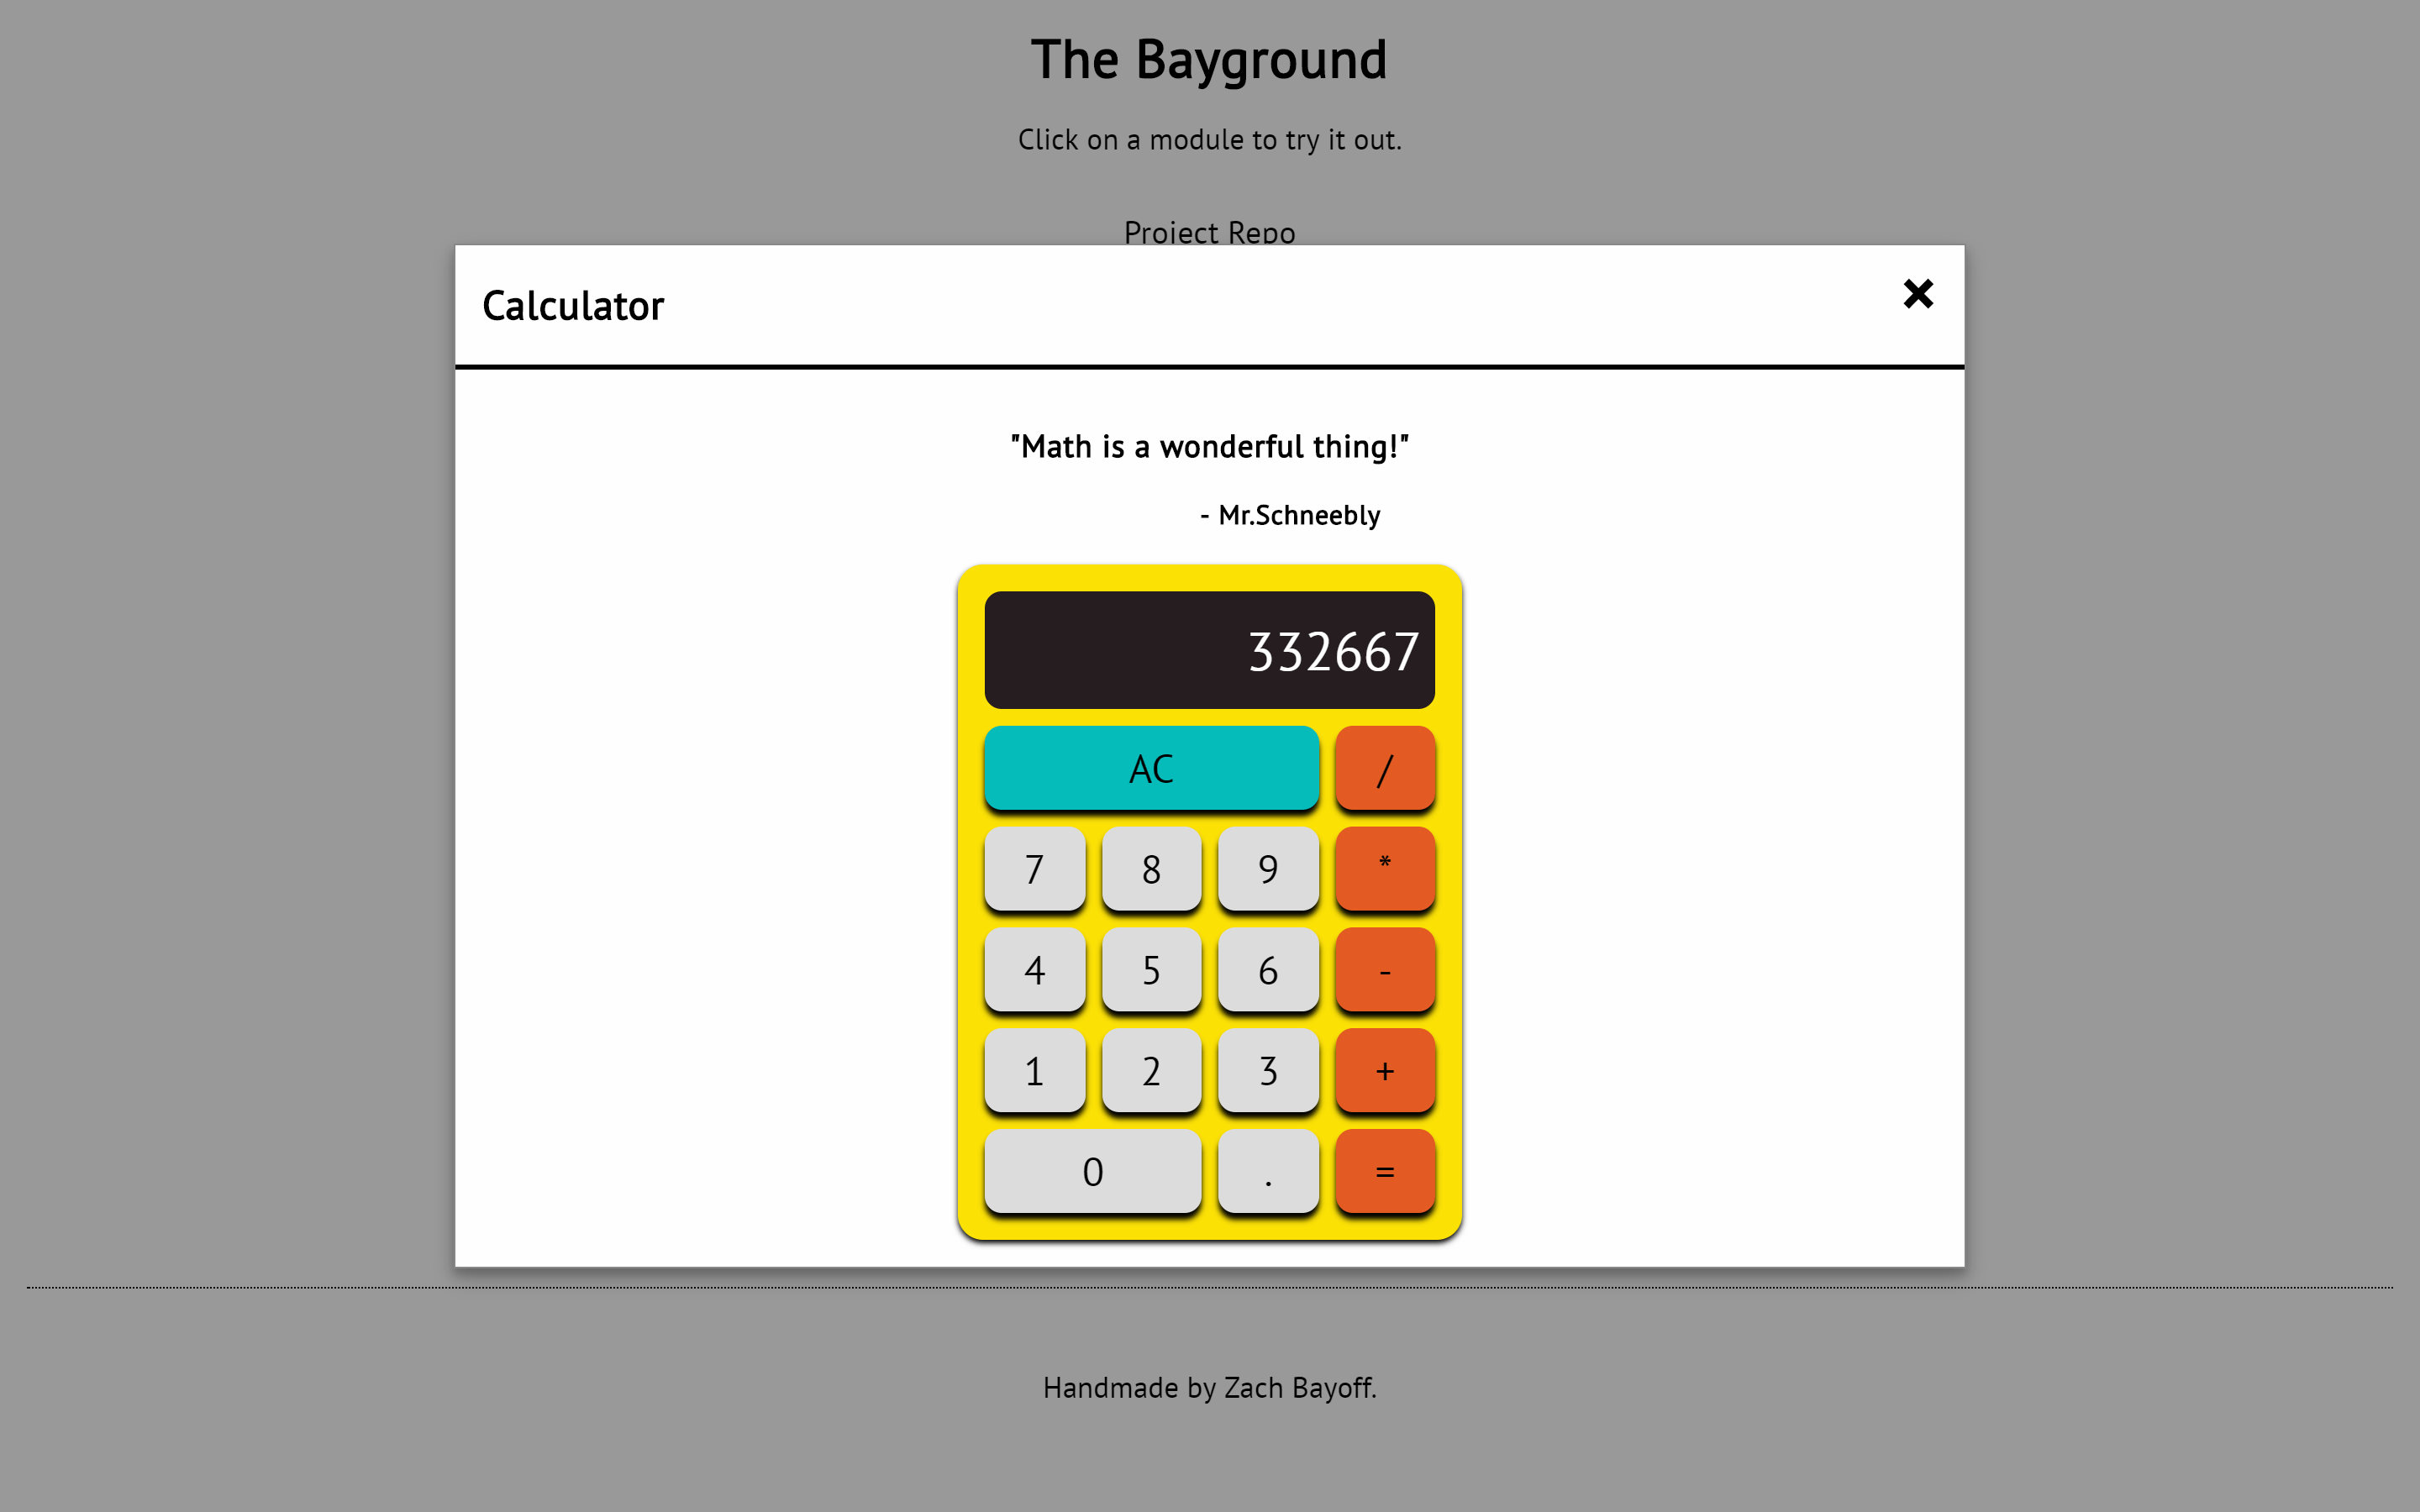 The Bayground
Click on a module to try it out.
Project Repo
Calculator
"Math is a wonderful thing!"
- Mr.Schneebly
332667
AC /
7 8 9 *
4 5 6 -
1 2 3 +
0 . =
Handmade by Zach Bayoff.